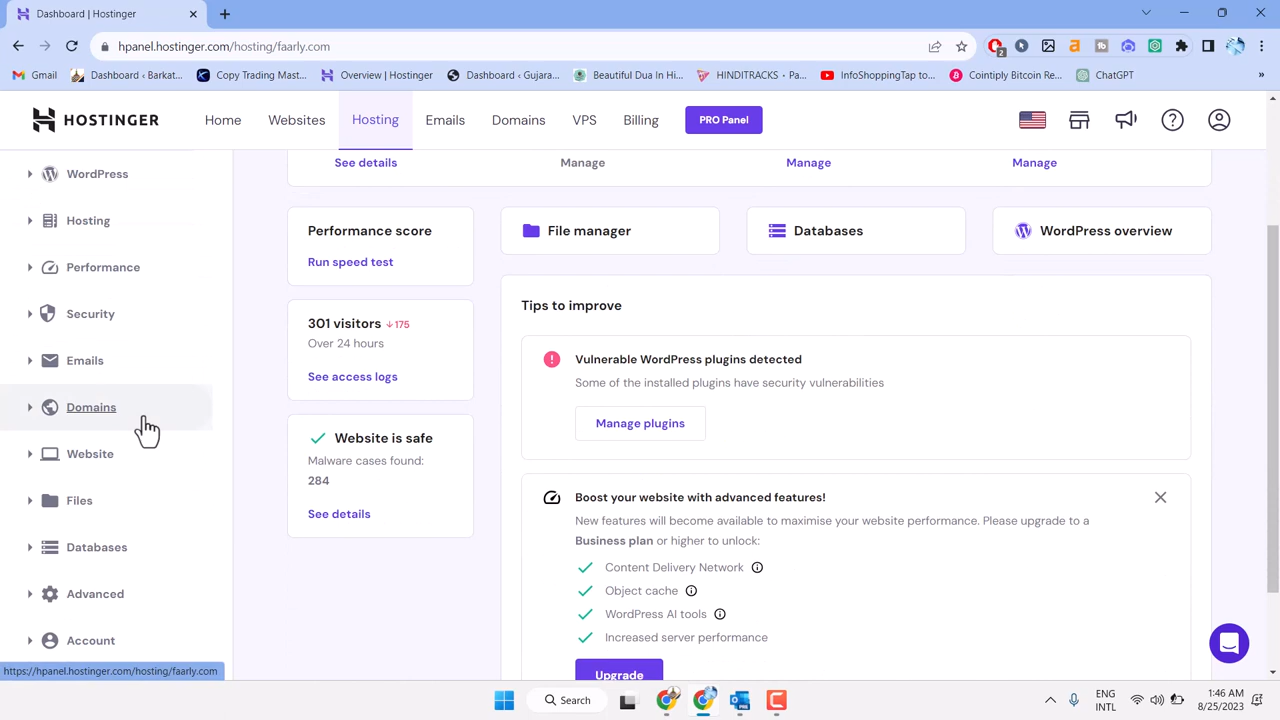 Dashboard | Hostinger
hpanel.hostinger.com/hosting/faarly.com
2
Gmail
Dashboard ‹ Barkat...
Copy Trading Mast...
Overview | Hostinger
Dashboard ‹ Gujara...
Beautiful Dua In Hi...
HINDITRACKS • Pa...
InfoShoppingTap to...
Cointiply Bitcoin Re...
ChatGPT
»
HOSTINGER
Home
Websites
Hosting
Emails
Domains
VPS
Billing
PRO Panel
WordPress
Hosting
Performance
Security
Emails
Domains
Website
Files
Databases
Advanced
Account
See details
Manage
Manage
Manage
Performance score
Run speed test
File manager
Databases
WordPress overview
301 visitors ↓175
Over 24 hours
See access logs
Website is safe
Malware cases found:
284
See details
Tips to improve
Vulnerable WordPress plugins detected
Some of the installed plugins have security vulnerabilities
Manage plugins
Boost your website with advanced features!
New features will become available to maximise your website performance. Please upgrade to a
Business plan or higher to unlock:
Content Delivery Network
Object cache
WordPress AI tools
Increased server performance
Upgrade
https://hpanel.hostinger.com/hosting/faarly.com
Search
ENG
INTL
1:46 AM
8/25/2023